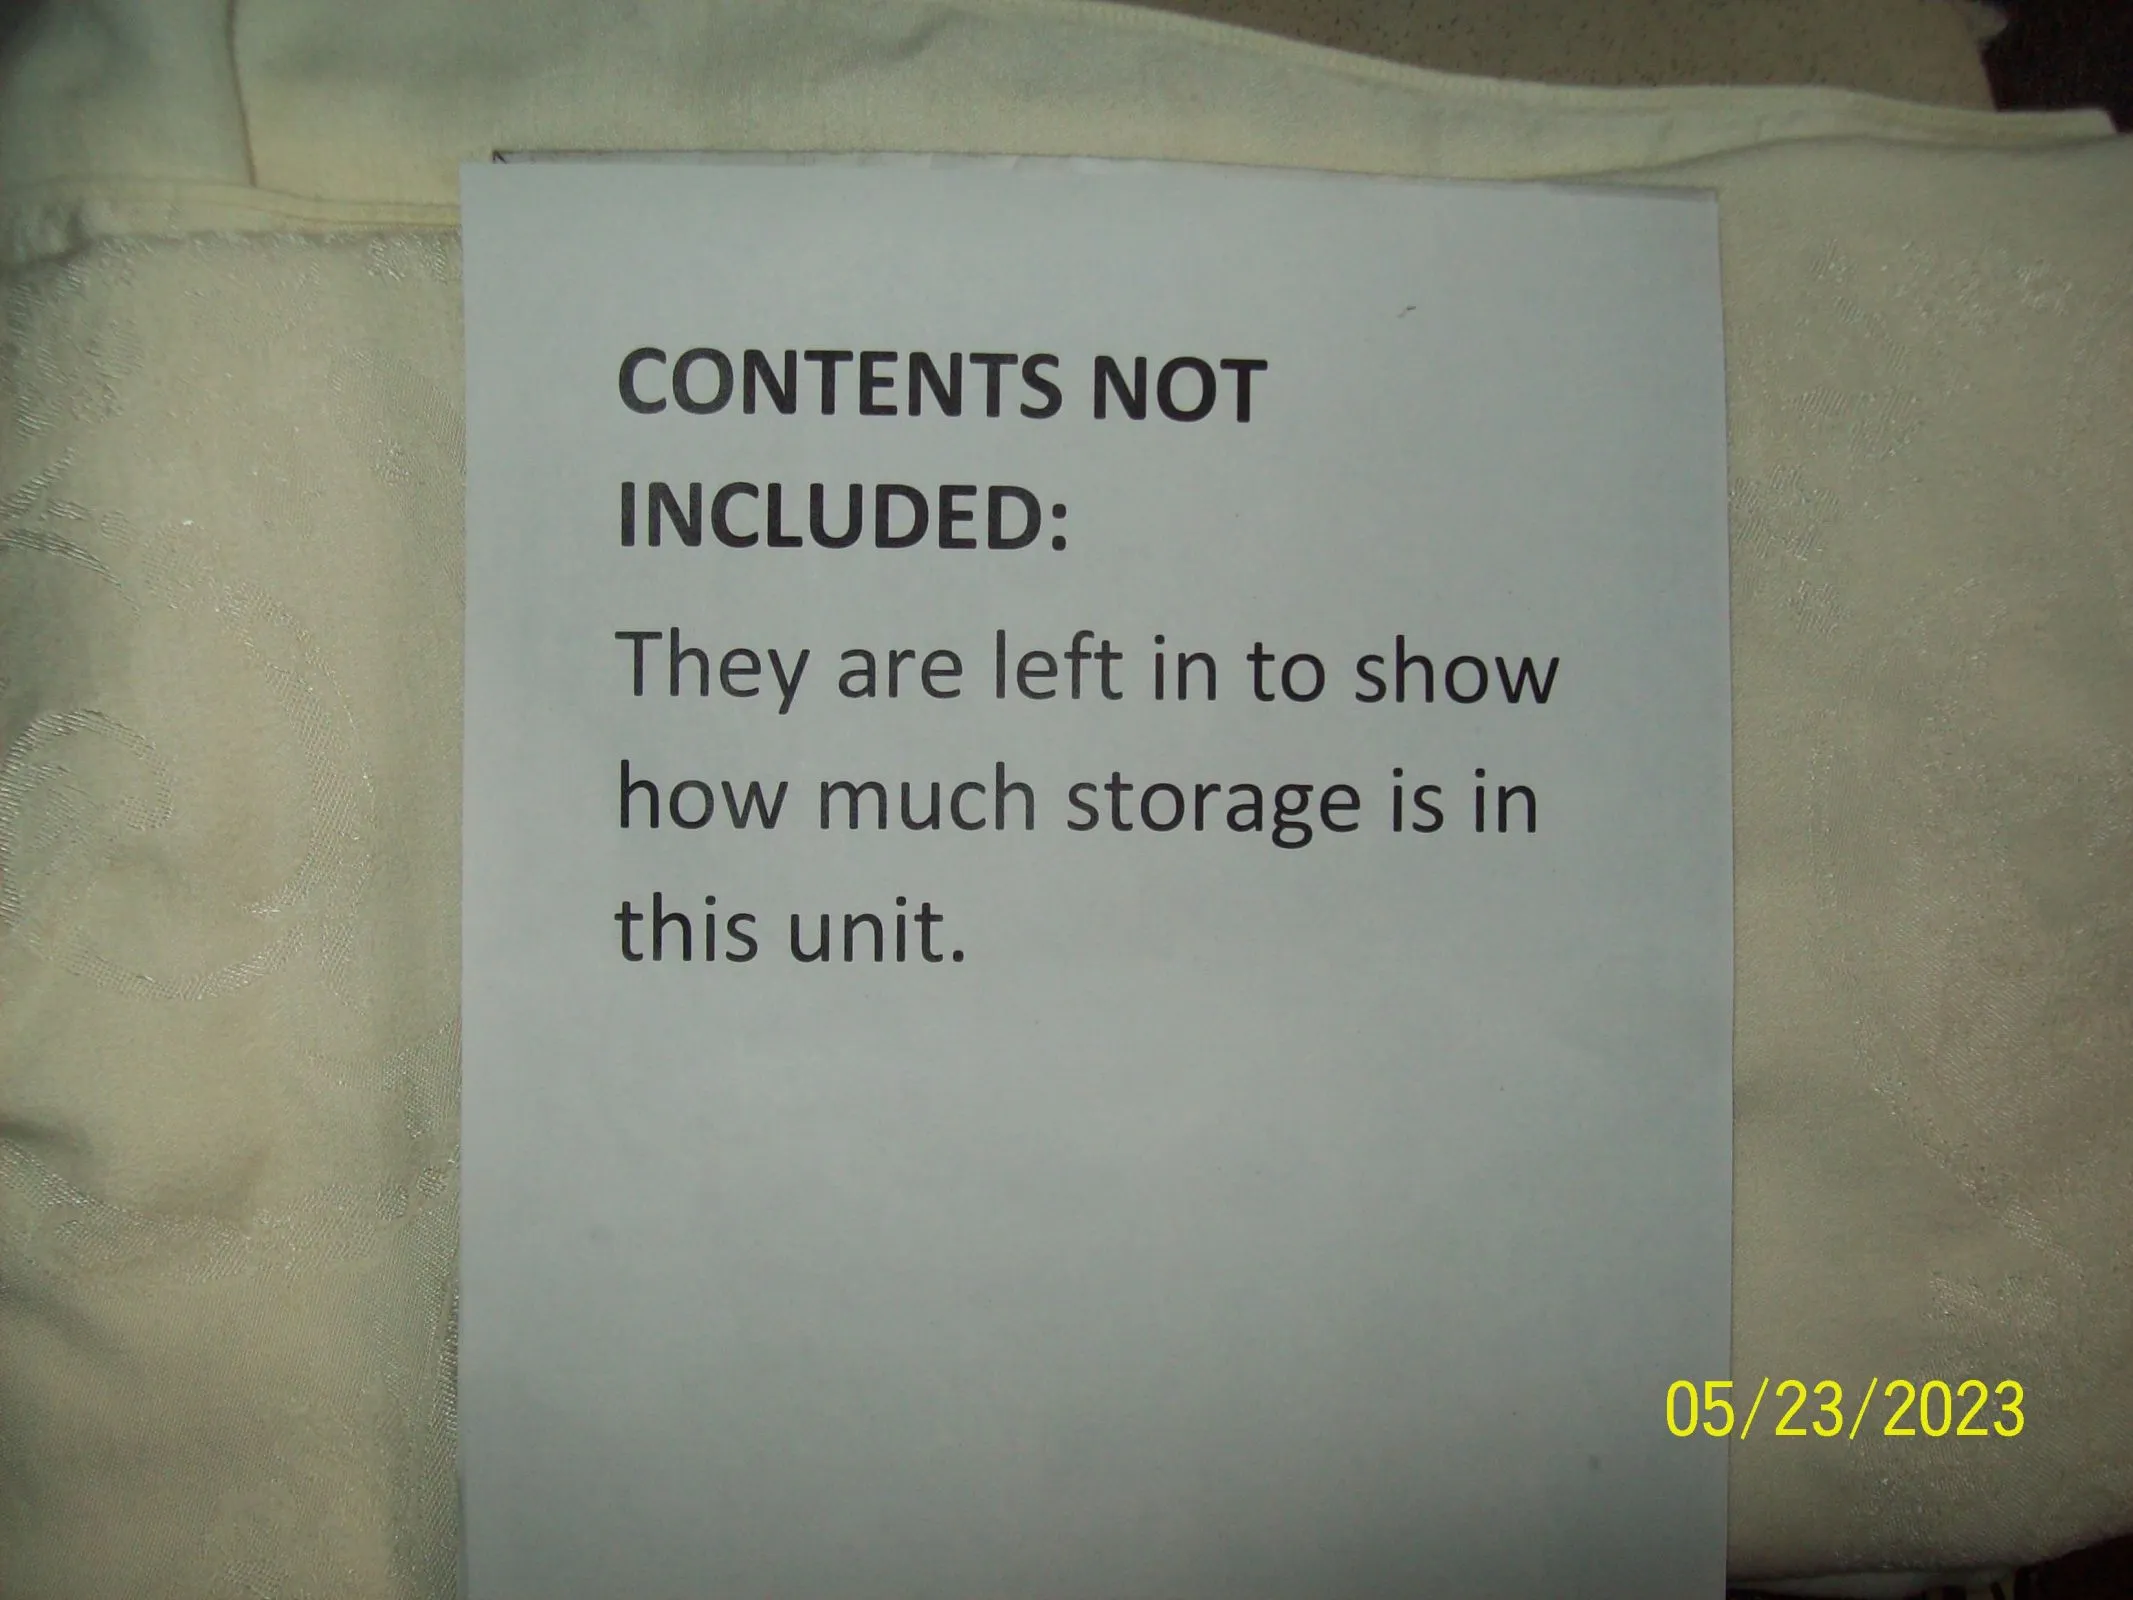 CONTENTS NOT
INCLUDED:
They are left in to show
how much storage is in
this unit.
05/23/2023